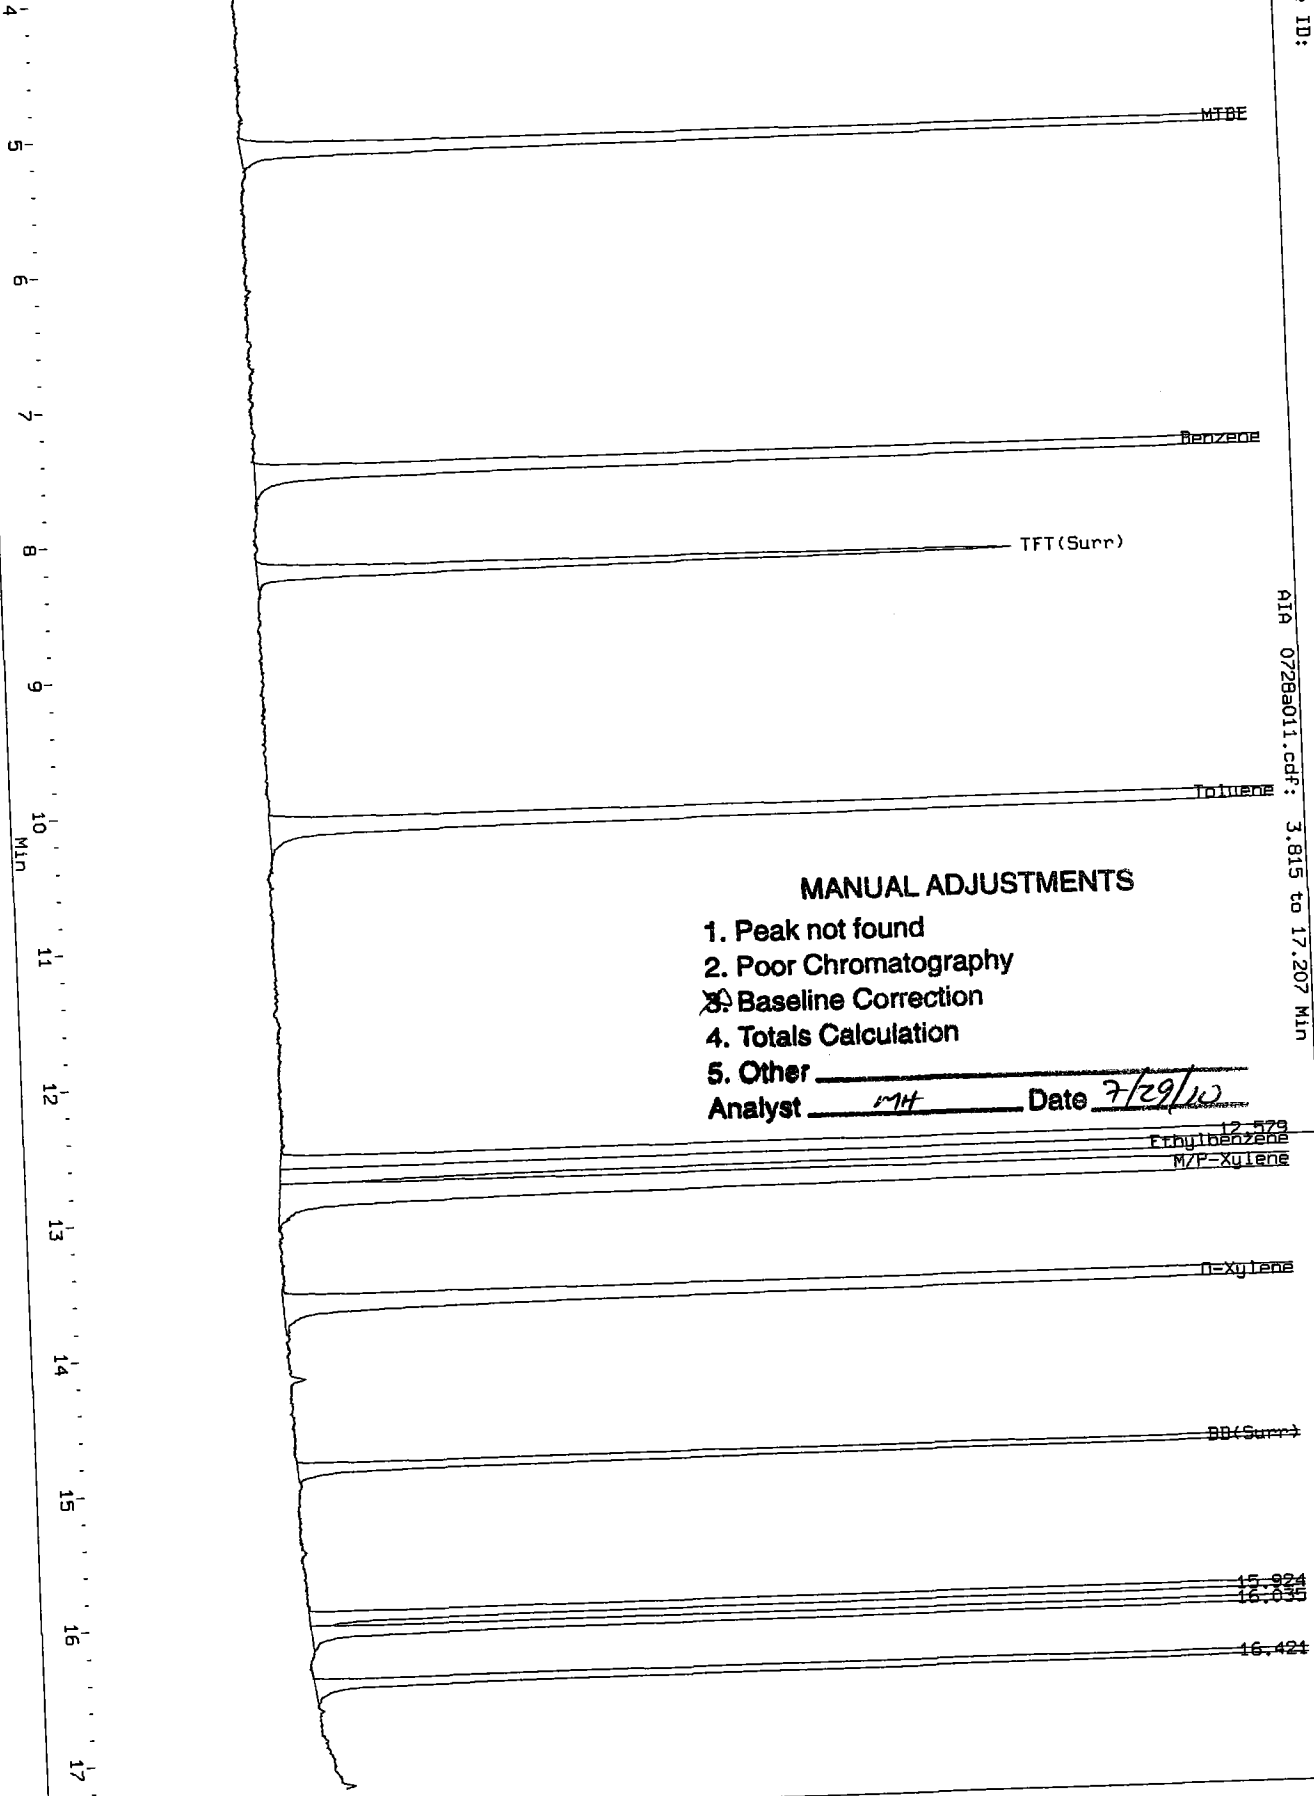 ID:
AIA 0728a011.cdf: 3.815 to 17.207 Min
MTBE
Benzene
TFT(Surr)
Toluene
MANUAL ADJUSTMENTS
1. Peak not found
2. Poor Chromatography
3. Baseline Correction
4. Totals Calculation
5. Other
Analyst MH Date 7/29/10
12.579
Ethylbenzene
M/P-Xylene
O-Xylene
BB(Surr)
15.924
16.035
16.421
4
5
6
7
8
9
10
11
12
13
14
15
16
17
Min